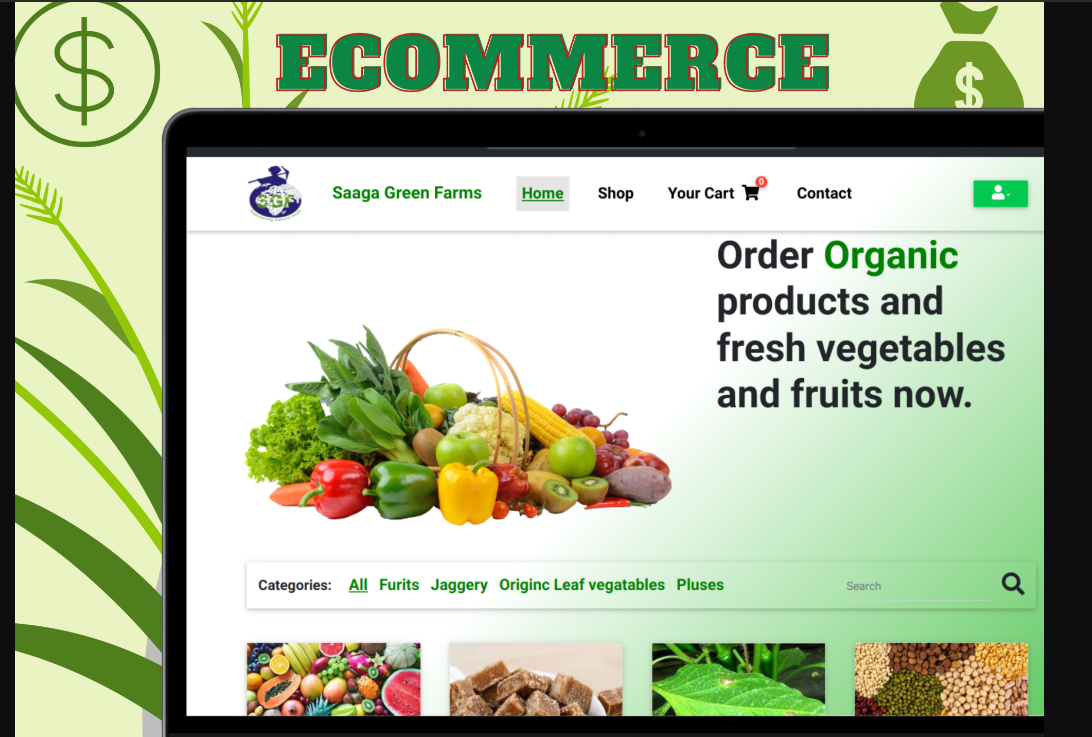 $
ECOMMERCE
$
SGF
Saaga Green Farms
Home
Shop
Your Cart
0
Contact
Order Organic
products and
fresh vegetables
and fruits now.
Categories: All Furits Jaggery Originc Leaf vegatables Pluses
Search